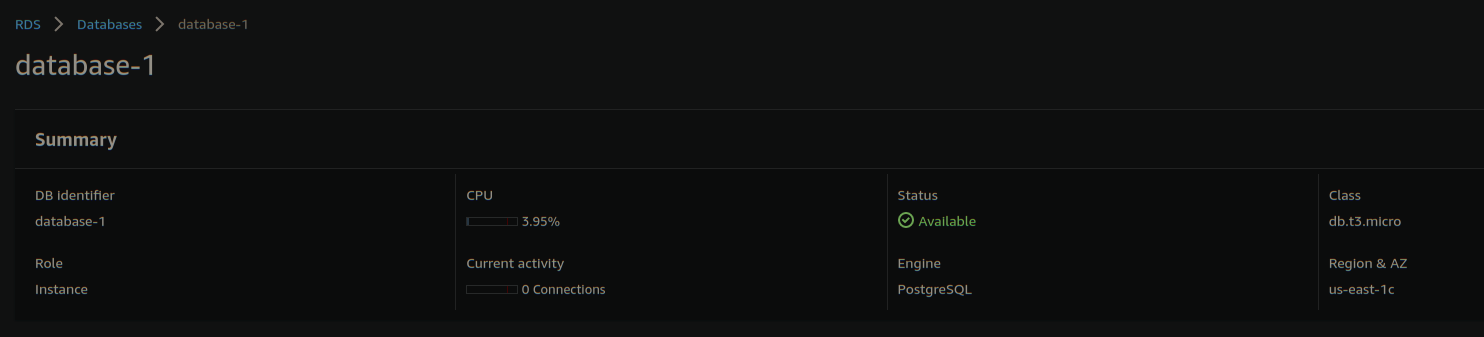 RDS > Databases > database-1
database-1
Summary
DB identifier
database-1
CPU
3.95%
Status
Available
Class
db.t3.micro
Role
Instance
Current activity
0 Connections
Engine
PostgreSQL
Region & AZ
us-east-1c